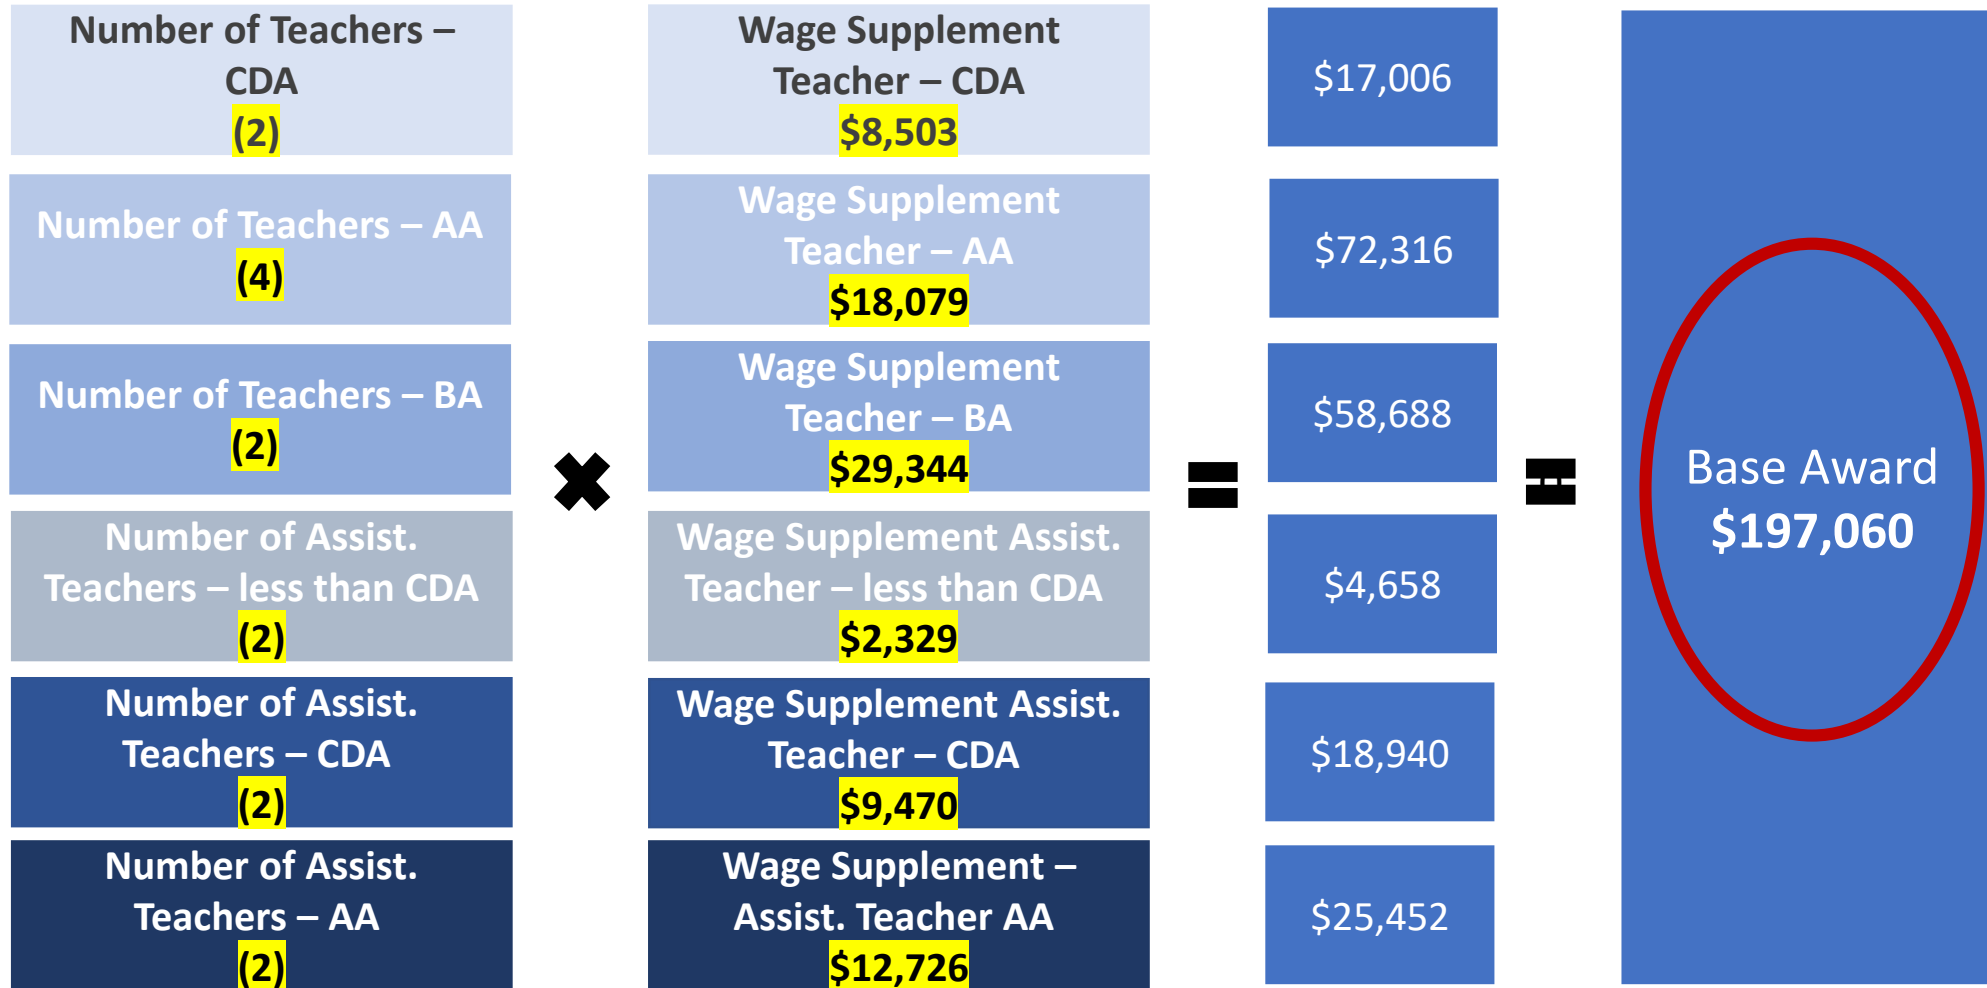 Number of Teachers –
CDA
(2)
Wage Supplement
Teacher – CDA
$8,503
$17,006
Number of Teachers – AA
(4)
Wage Supplement
Teacher – AA
$18,079
$72,316
Number of Teachers – BA
(2)
Wage Supplement
Teacher – BA
$29,344
$58,688
Number of Assist.
Teachers – less than CDA
(2)
Wage Supplement Assist.
Teacher – less than CDA
$2,329
$4,658
Number of Assist.
Teachers – CDA
(2)
Wage Supplement Assist.
Teacher – CDA
$9,470
$18,940
Number of Assist.
Teachers – AA
(2)
Wage Supplement –
Assist. Teacher AA
$12,726
$25,452
Base Award
$197,060